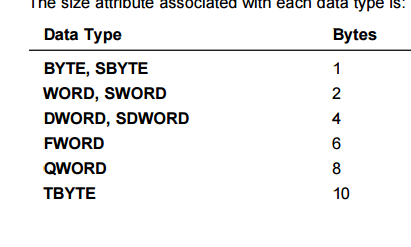 The size attribute associated with each data type is:
Data Type Bytes
BYTE, SBYTE 1
WORD, SWORD 2
DWORD, SDWORD 4
FWORD 6
QWORD 8
TBYTE 10